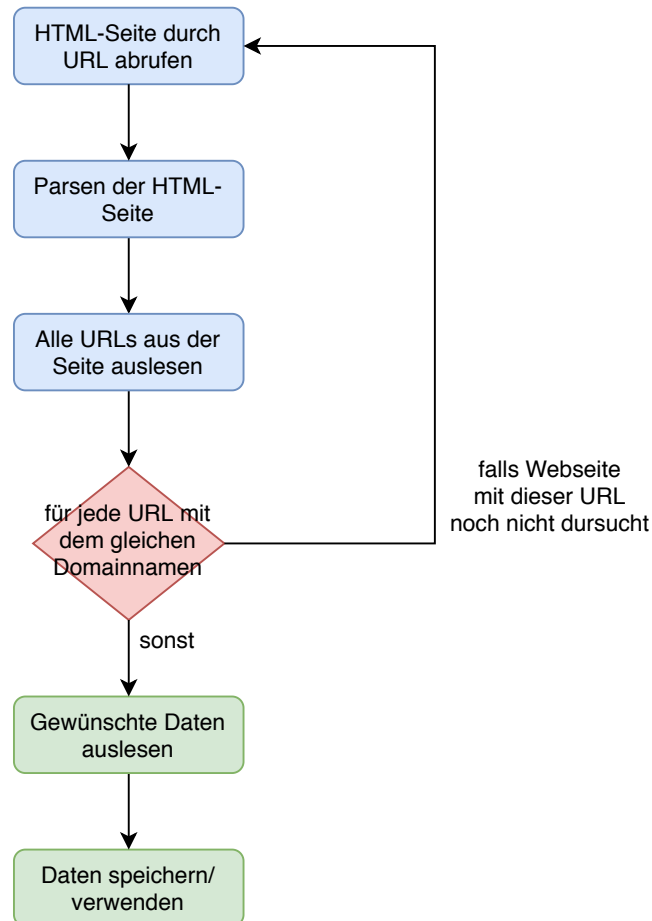 HTML-Seite durch
URL abrufen
Parsen der HTML-
Seite
Alle URLs aus der
Seite auslesen
für jede URL mit
dem gleichen
Domainnamen
falls Webseite
mit dieser URL
noch nicht dursucht
sonst
Gewünschte Daten
auslesen
Daten speichern/
verwenden